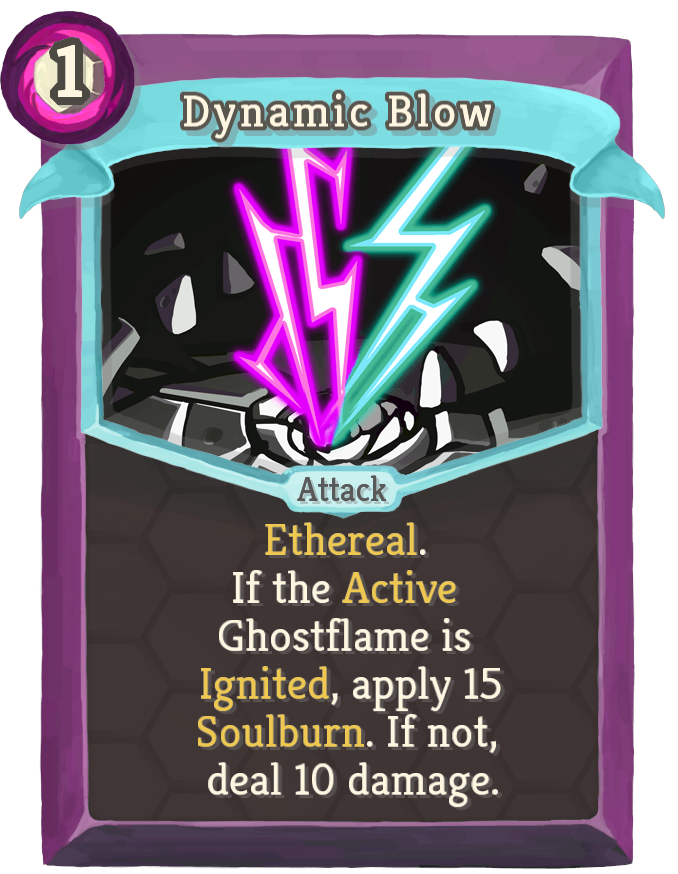 1
Dynamic Blow
Attack
Ethereal.
If the Active
Ghostflame is
Ignited, apply 15
Soulburn. If not,
deal 10 damage.